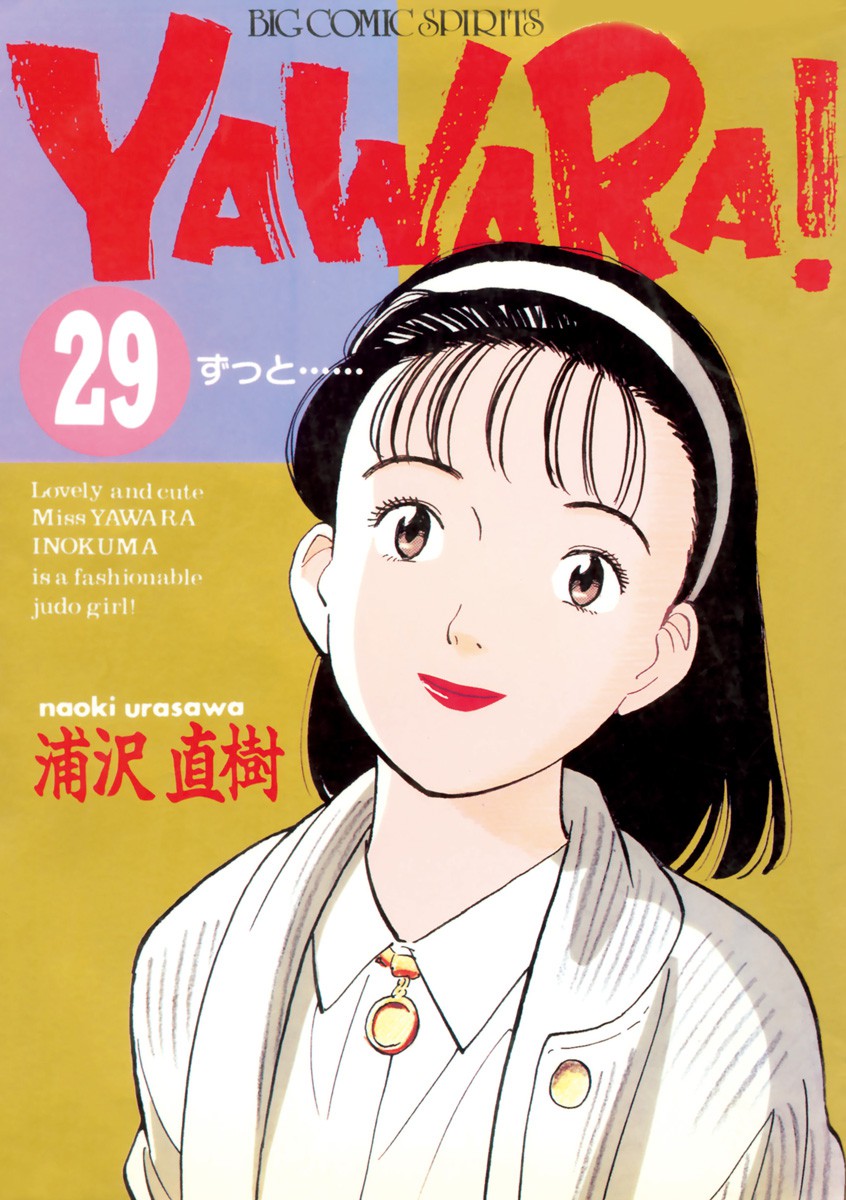 BIG COMIC SPIRITS
YAWARA!
29
ずっと……
Lovely and cute
Miss YAWARA
INOKUMA
is a fashionable
judo girl!
naoki urasawa
浦沢直樹